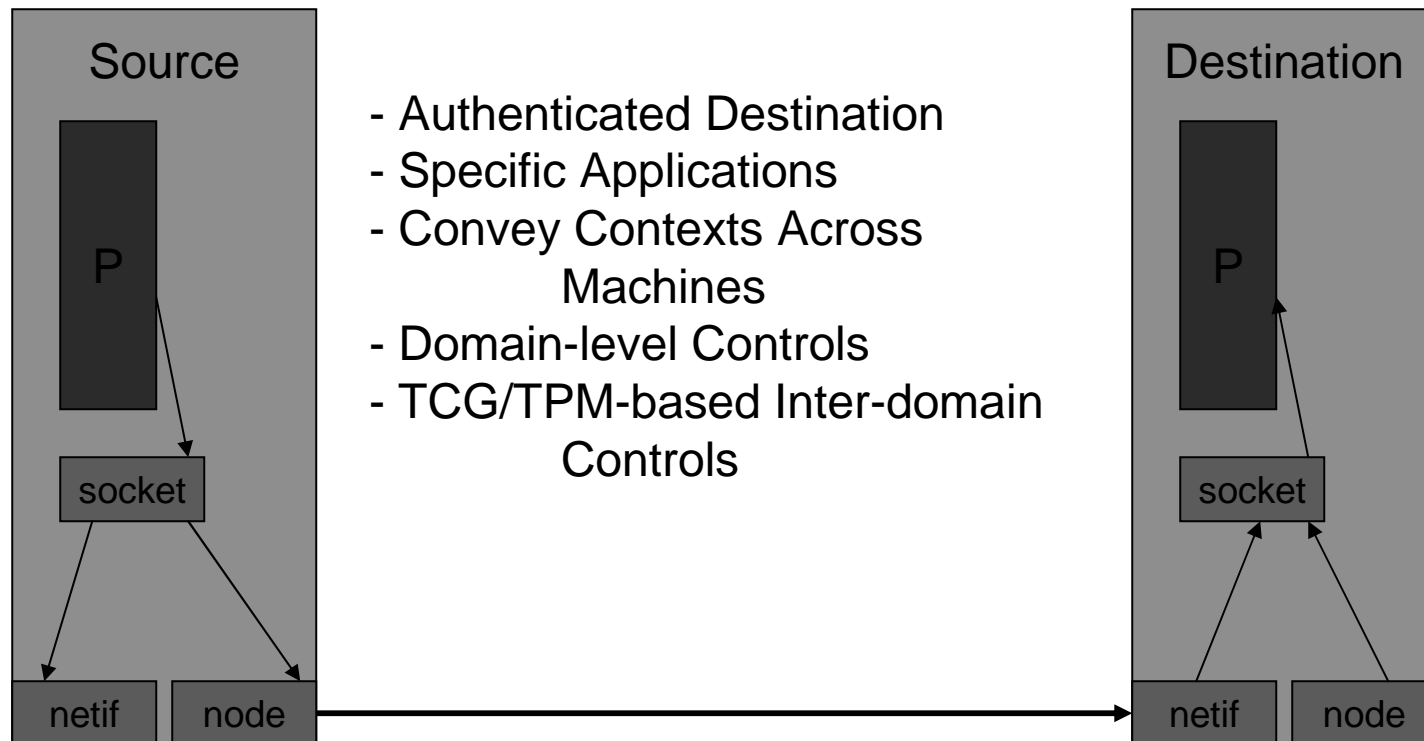 Source
P
socket
netif
node
- Authenticated Destination
- Specific Applications
- Convey Contexts Across
Machines
- Domain-level Controls
- TCG/TPM-based Inter-domain
Controls
Destination
P
socket
netif
node